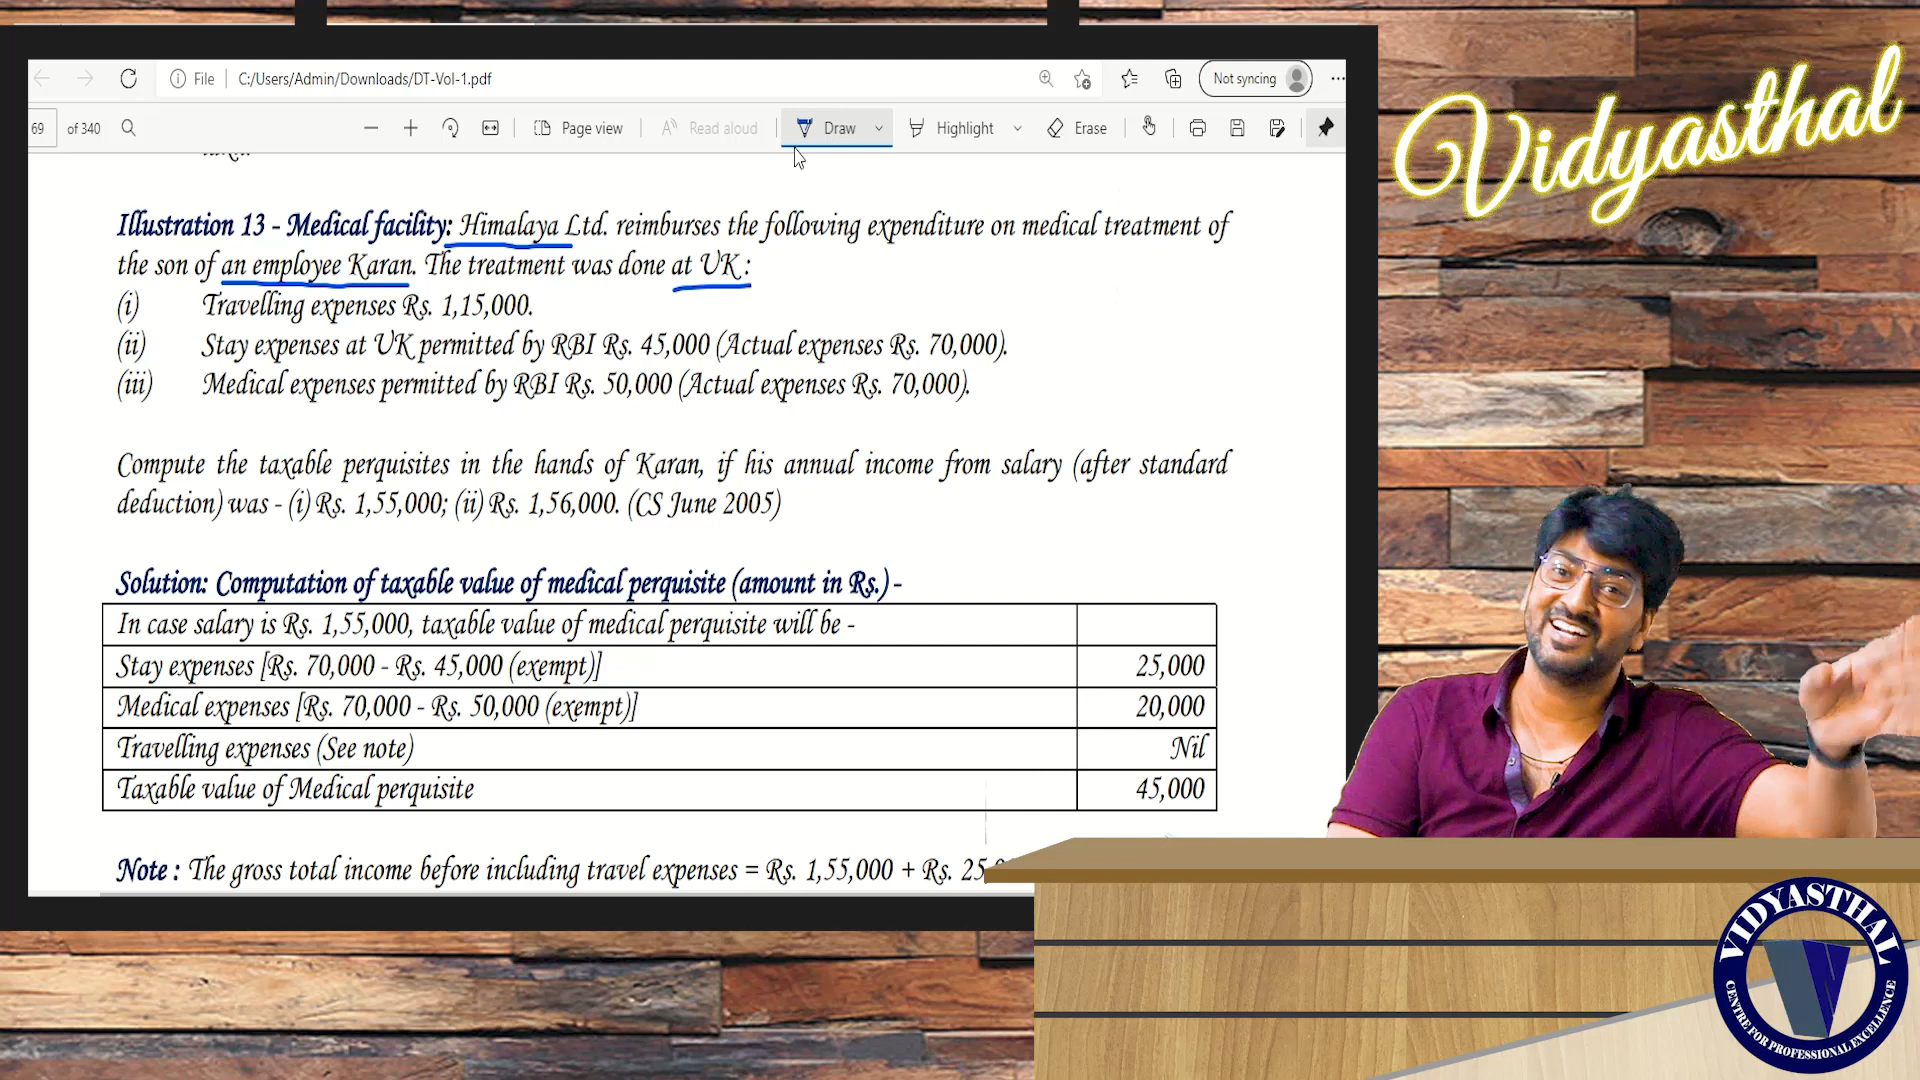 File C:/Users/Admin/Downloads/DT-Vol-1.pdf Not syncing
69 of 340 Page view Read aloud Draw Highlight Erase
Vidyasthal
Illustration 13 - Medical facility: Himalaya Ltd. reimburses the following expenditure on medical treatment of
the son of an employee Karan. The treatment was done at UK :
(i) Travelling expenses Rs. 1,15,000.
(ii) Stay expenses at UK permitted by RBI Rs. 45,000 (Actual expenses Rs. 70,000).
(iii) Medical expenses permitted by RBI Rs. 50,000 (Actual expenses Rs. 70,000).
Compute the taxable perquisites in the hands of Karan, if his annual income from salary (after standard
deduction) was - (i) Rs. 1,55,000; (ii) Rs. 1,56,000. (CS June 2005)
Solution: Computation of taxable value of medical perquisite (amount in Rs.) -
In case salary is Rs. 1,55,000, taxable value of medical perquisite will be -
Stay expenses [Rs. 70,000 - Rs. 45,000 (exempt)] 25,000
Medical expenses [Rs. 70,000 - Rs. 50,000 (exempt)] 20,000
Travelling expenses (See note) Nil
Taxable value of Medical perquisite 45,000
Note : The gross total income before including travel expenses = Rs. 1,55,000 + Rs. 25,
VIDYASTHAL
CENTRE FOR PROFESSIONAL EXCELLENCE